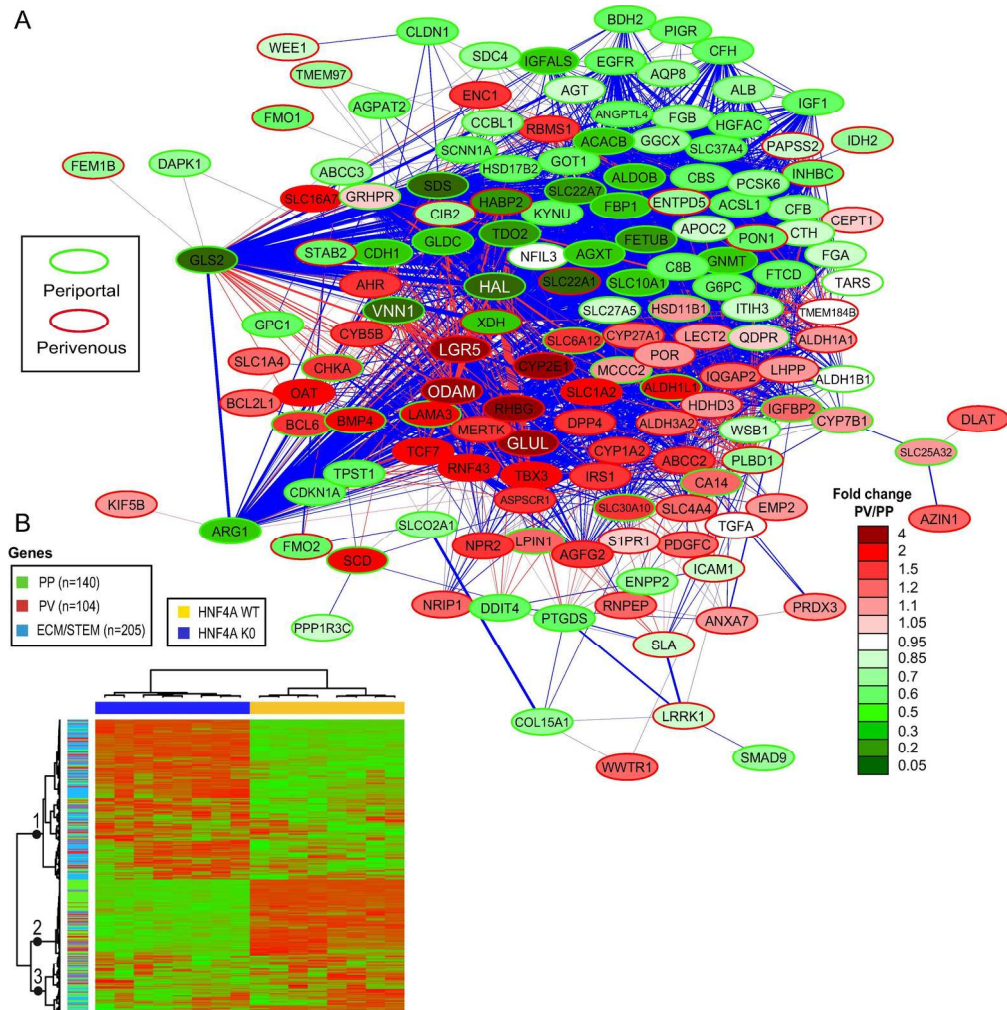 A
BDH2
PIGR
CLDN1
WEE1
SDC4
IGFALS
EGFR
CFH
TMEM97
AQP8
ENC1
AGT
ALB
IGF1
AGPAT2
ANGPTL4
FGB
HGFAC
FMO1
CCBL1
RBMS1
ACACB
GGCX
SLC37A4
PAPSS2
IDH2
SCNN1A
HSD17B2
GOT1
FEM1B
DAPK1
ABCC3
SDS
SLC22A7
ALDOB
CBS
PCSK6
INHBC
SLC16A7
GRHPR
HABP2
FBP1
ENTPD5
ACSL1
CFB
CEPT1
CIB2
KYNU
APOC2
CTH
STAB2
CDH1
GLDC
TDO2
FETUB
PON1
FGA
GLS2
NFIL3
AGXT
GNMT
Periportal
Perivenous
AHR
HAL
SLC22A1
SLC10A1
C8B
G6PC
FTCD
TARS
VNN1
XDH
SLC27A5
HSD11B1
ITIH3
TMEM184B
GPC1
CYB5B
LGR5
SLC6A12
CYP27A1
LECT2
QDPR
ALDH1A1
SLC1A4
CHKA
CYP2E1
POR
MCCC2
LHPP
ALDH1B1
BCL2L1
OAT
ODAM
SLC1A2
ALDH1L1
IQGAP2
BCL6
BMP4
LAMA3
RHBG
HDHD3
IGFBP2
CYP7B1
DLAT
MERTK
DPP4
ALDH3A2
WSB1
TCF7
GLUL
CYP1A2
ABCC2
PLBD1
SLC25A32
TPST1
RNF43
TBX3
IRS1
CA14
KIF5B
CDKN1A
ASPSCR1
SLC30A10
SLC4A4
EMP2
AZIN1
ARG1
SLCO2A1
TGFA
FMO2
SCD
NPR2
LPIN1
AGFG2
S1PR1
PDGFC
ICAM1
ENPP2
NRIP1
DDIT4
PTGDS
RNPEP
ANXA7
PRDX3
PPP1R3C
SLA
COL15A1
LRRK1
WWTR1
SMAD9
Fold change
PV/PP
4
2
1.5
1.2
1.1
1.05
0.95
0.85
0.6
0.5
0.3
0.2
0.05
B
Genes
PP (n=140)
PV (n=104)
ECM/STEM (n=205)
HNF4A WT
HNF4A K0
1
2
3